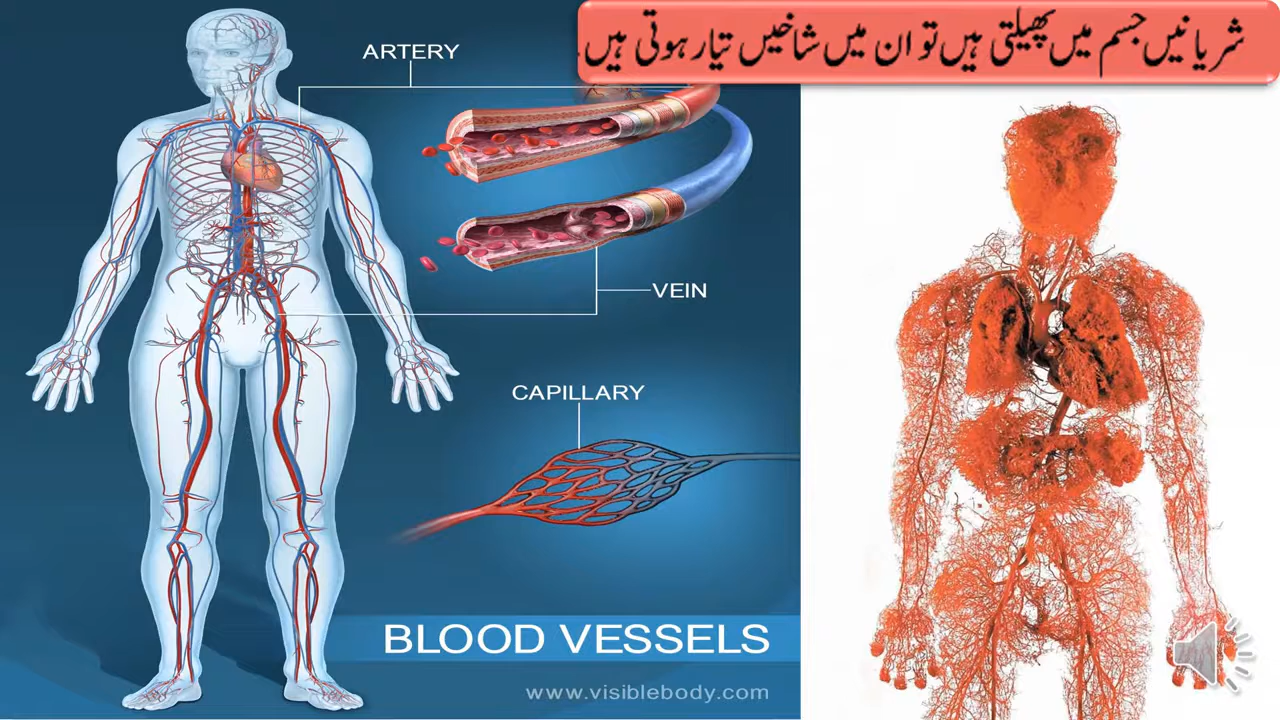 شریانیں جسم میں پھیلتی ہیں تو ان میں شاخیں تیار ہوتی ہیں۔
ARTERY
VEIN
CAPILLARY
BLOOD VESSELS
www.visiblebody.com